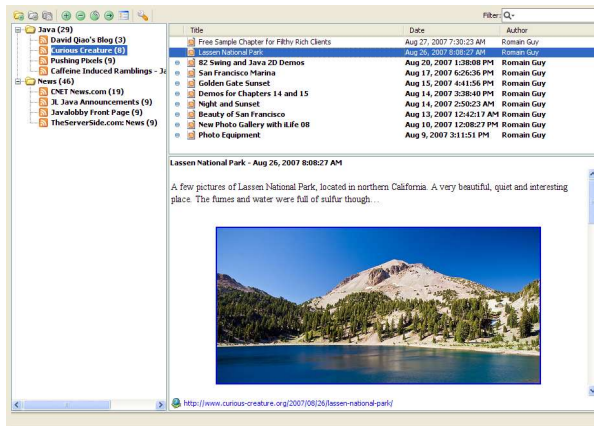 Filter: Q-
Java (29)
David Qiao's Blog (3)
Curious Creature (8)
Pushing Pixels (9)
Caffeine Induced Ramblings - Ja
News (46)
CNET News.com (19)
JL Java Announcements (9)
Javalobby Front Page (9)
TheServerSide.com: News (9)
Title Date Author
Free Sample Chapter for Filthy Rich Clients Aug 27, 2007 7:30:23 AM Romain Guy
Lassen National Park Aug 26, 2007 8:08:27 AM Romain Guy
82 Swing and Java 2D Demos Aug 20, 2007 1:38:08 PM Romain Guy
San Francisco Marina Aug 17, 2007 6:26:36 PM Romain Guy
Golden Gate Sunset Aug 15, 2007 4:41:56 PM Romain Guy
Demos for Chapters 14 and 15 Aug 14, 2007 3:38:40 PM Romain Guy
Night and Sunset Aug 14, 2007 2:50:23 AM Romain Guy
Beauty of San Francisco Aug 13, 2007 12:42:17 AM Romain Guy
New Photo Gallery with iLife 08 Aug 10, 2007 12:08:27 PM Romain Guy
Photo Equipment Aug 9, 2007 3:11:51 PM Romain Guy
Lassen National Park - Aug 26, 2007 8:08:27 AM
A few pictures of Lassen National Park, located in northern California. A very beautiful, quiet and interesting
place. The fumes and water were full of sulfur though…
http://www.curious-creature.org/2007/08/26/lassen-national-park/